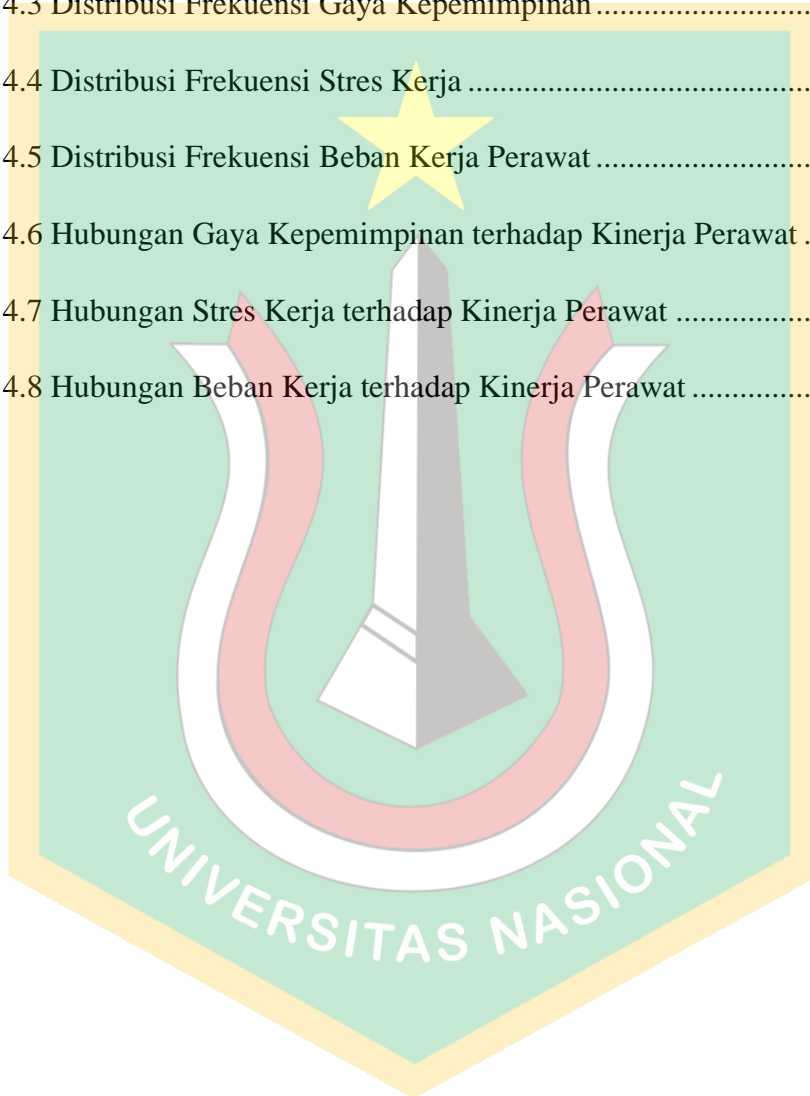 4.3 Distribusi Frekuensi Gaya Kepemimpinan ..............................
4.4 Distribusi Frekuensi Stres Kerja ...........................................
4.5 Distribusi Frekuensi Beban Kerja Perawat ...........................
4.6 Hubungan Gaya Kepemimpinan terhadap Kinerja Perawat .
4.7 Hubungan Stres Kerja terhadap Kinerja Perawat .................
4.8 Hubungan Beban Kerja terhadap Kinerja Perawat ...............
UNIVERSITAS NASIONAL